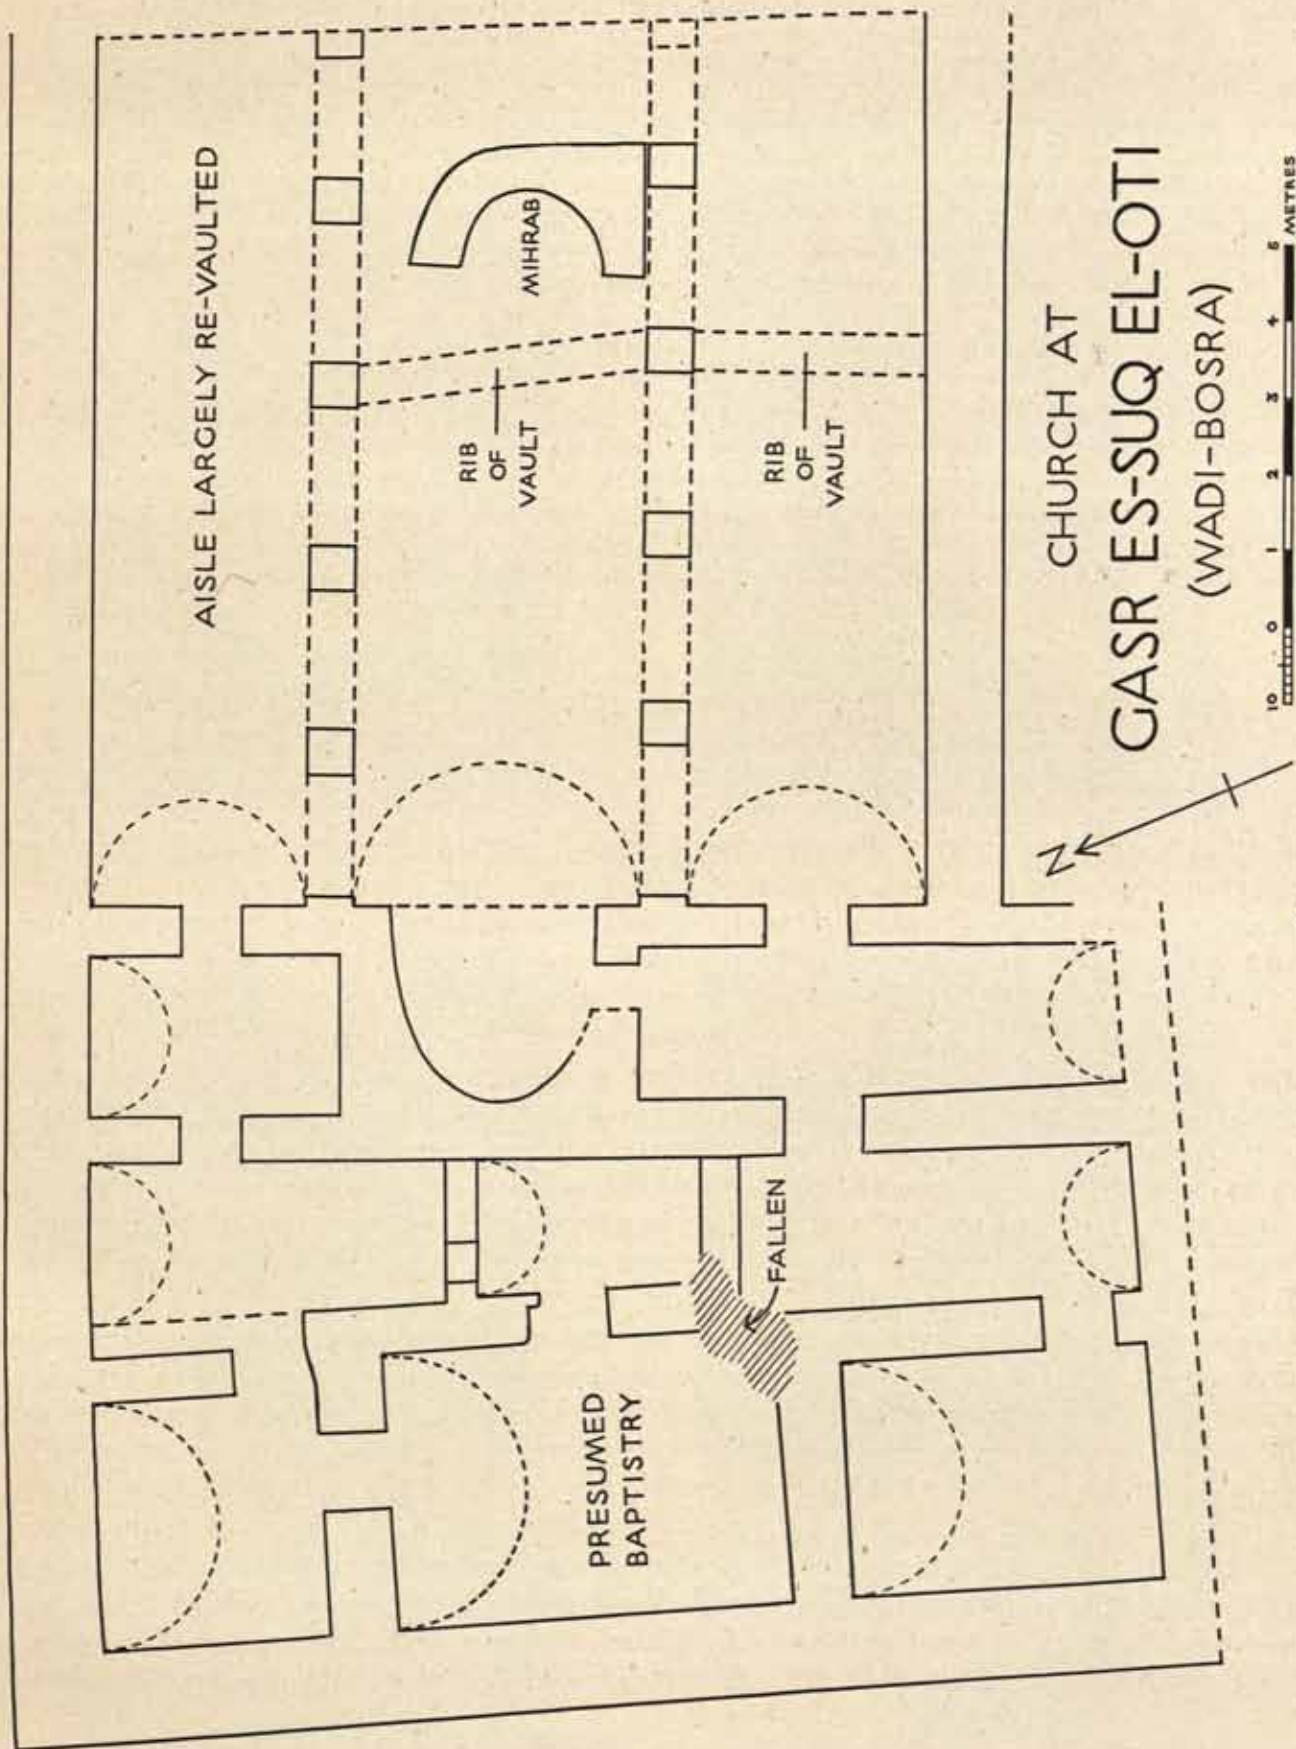 AISLE LARGELY RE-VAULTED
MIHRAB
RIB
OF
VAULT
RIB
OF
VAULT
FALLEN
PRESUMED
BAPTISTRY
CHURCH AT
GASR ES-SUQ EL-OTI
(WADI-BOSRA)
N
10 0 1 2 3 4 5 METRES